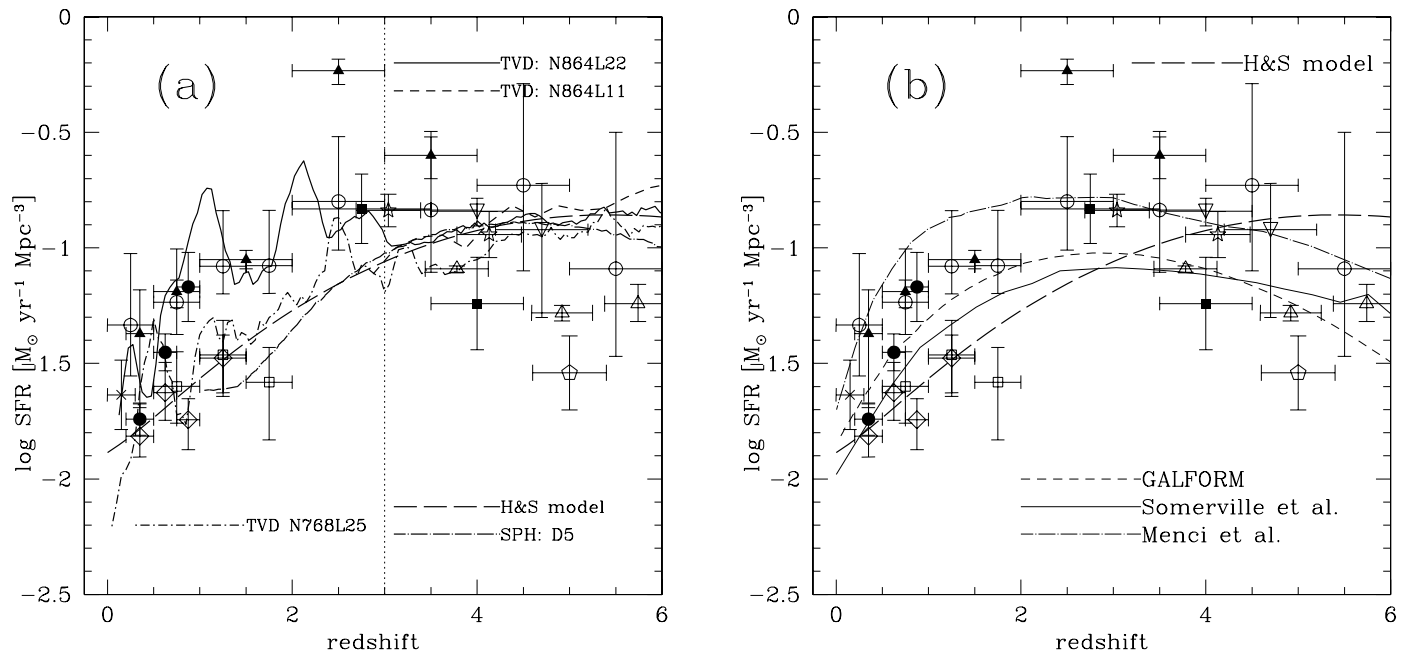 (a)
TVD: N864L22
TVD: N864L11
TVD N768L25
H&S model
SPH: D5
0
−0.5
−1
−1.5
−2
−2.5
0 2 4 6
redshift
log SFR [M⊙ yr⁻¹ Mpc⁻³]
(b)
H&S model
GALFORM
Somerville et al.
Menci et al.
0
−0.5
−1
−1.5
−2
−2.5
0 2 4 6
redshift
log SFR [M⊙ yr⁻¹ Mpc⁻³]